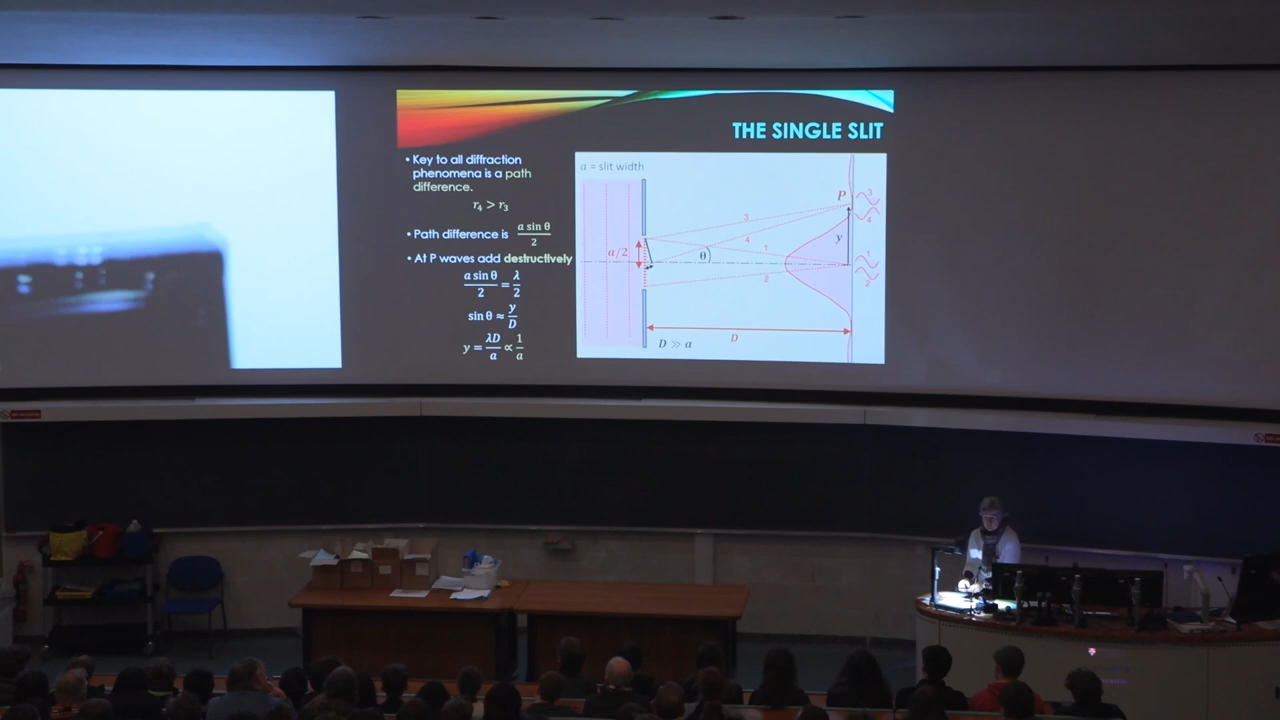 THE SINGLE SLIT
• Key to all diffraction
phenomena is a path
difference.
r₄ > r₃
• Path difference is a sin θ / 2
• At P waves add destructively
a sin θ / 2 = λ / 2
sin θ ≈ y / D
y = λD / a ∝ 1 / a
a = slit width
P
3
4
3
4
y
a/2
θ
1
2
1
2
D
D ≫ a